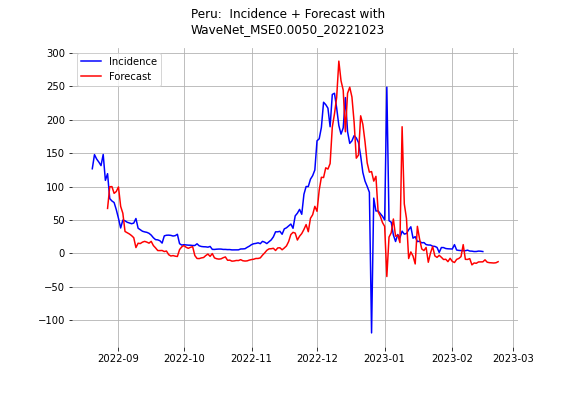 Peru:  Incidence + Forecast with
WaveNet_MSE0.0050_20221023
Incidence
Forecast
300
250
200
150
100
50
0
−50
−100
2022-09 2022-10 2022-11 2022-12 2023-01 2023-02 2023-03